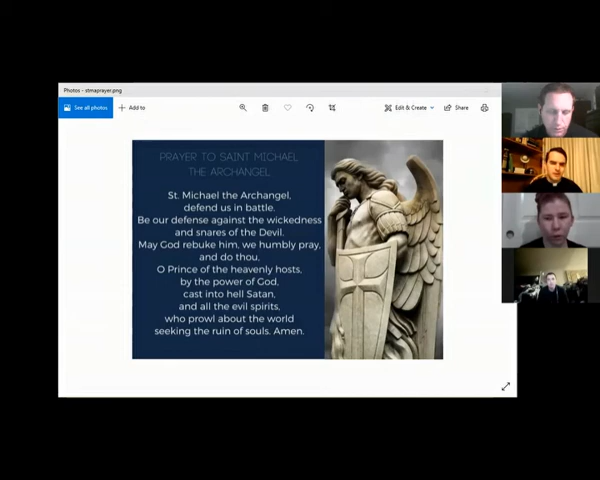 Photos - stmaprayer.png
See all photos
Add to
Edit & Create
Share
PRAYER TO SAINT MICHAEL
THE ARCHANGEL
St. Michael the Archangel,
defend us in battle.
Be our defense against the wickedness
and snares of the Devil.
May God rebuke him, we humbly pray,
and do thou,
O Prince of the heavenly hosts,
by the power of God,
cast into hell Satan,
and all the evil spirits,
who prowl about the world
seeking the ruin of souls. Amen.